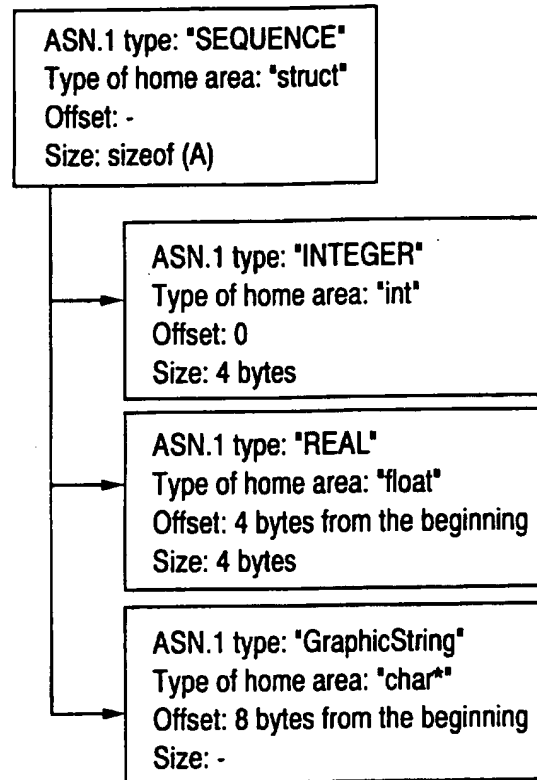 ASN.1 type: "SEQUENCE"
Type of home area: "struct"
Offset: -
Size: sizeof (A)
ASN.1 type: "INTEGER"
Type of home area: "int"
Offset: 0
Size: 4 bytes
ASN.1 type: "REAL"
Type of home area: "float"
Offset: 4 bytes from the beginning
Size: 4 bytes
ASN.1 type: "GraphicString"
Type of home area: "char*"
Offset: 8 bytes from the beginning
Size: -